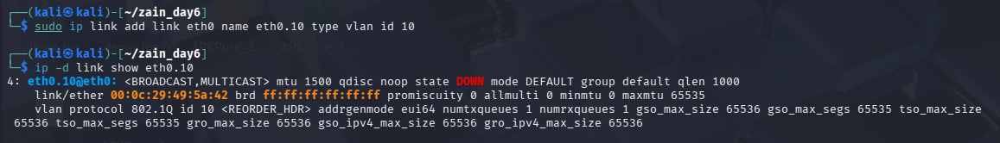 ┌──(kali㉿kali)-[~/zain_day6]
└─$ sudo ip link add link eth0 name eth0.10 type vlan id 10
┌──(kali㉿kali)-[~/zain_day6]
└─$ ip -d link show eth0.10
4: eth0.10@eth0: <BROADCAST,MULTICAST> mtu 1500 qdisc noop state DOWN mode DEFAULT group default qlen 1000
    link/ether 00:0c:29:49:5a:42 brd ff:ff:ff:ff:ff:ff promiscuity 0 allmulti 0 minmtu 0 maxmtu 65535
    vlan protocol 802.1Q id 10 <REORDER_HDR> addrgenmode eui64 numtxqueues 1 numrxqueues 1 gso_max_size 65536 gso_max_segs 65535 tso_max_size
 65536 tso_max_segs 65535 gro_max_size 65536 gso_ipv4_max_size 65536 gro_ipv4_max_size 65536